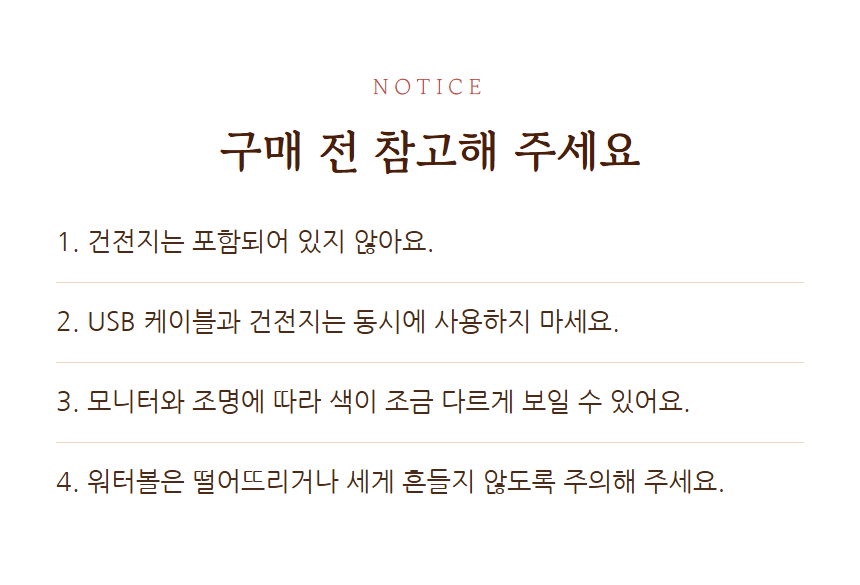 NOTICE
구매 전 참고해 주세요
1. 건전지는 포함되어 있지 않아요.
2. USB 케이블과 건전지는 동시에 사용하지 마세요.
3. 모니터와 조명에 따라 색이 조금 다르게 보일 수 있어요.
4. 워터볼은 떨어뜨리거나 세게 흔들지 않도록 주의해 주세요.